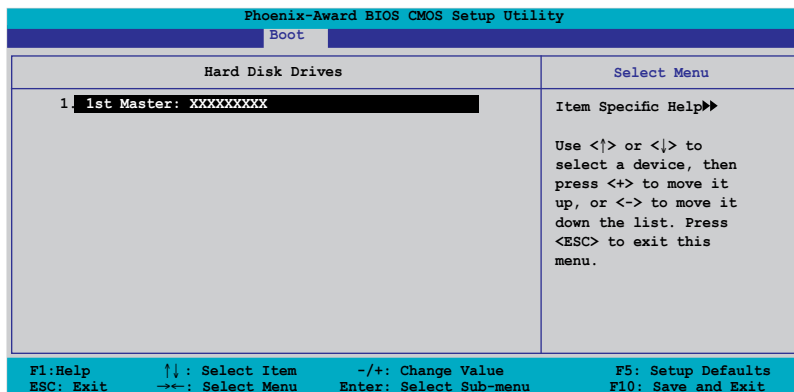 Phoenix-Award BIOS CMOS Setup Utility
Boot
Hard Disk Drives
Select Menu
1. 1st Master: XXXXXXXXX
Item Specific Help▶▶
Use <↑> or <↓> to
select a device, then
press <+> to move it
up, or <-> to move it
down the list. Press
<ESC> to exit this
menu.
F1:Help ↑↓: Select Item -/+: Change Value F5: Setup Defaults
ESC: Exit →←: Select Menu Enter: Select Sub-menu F10: Save and Exit